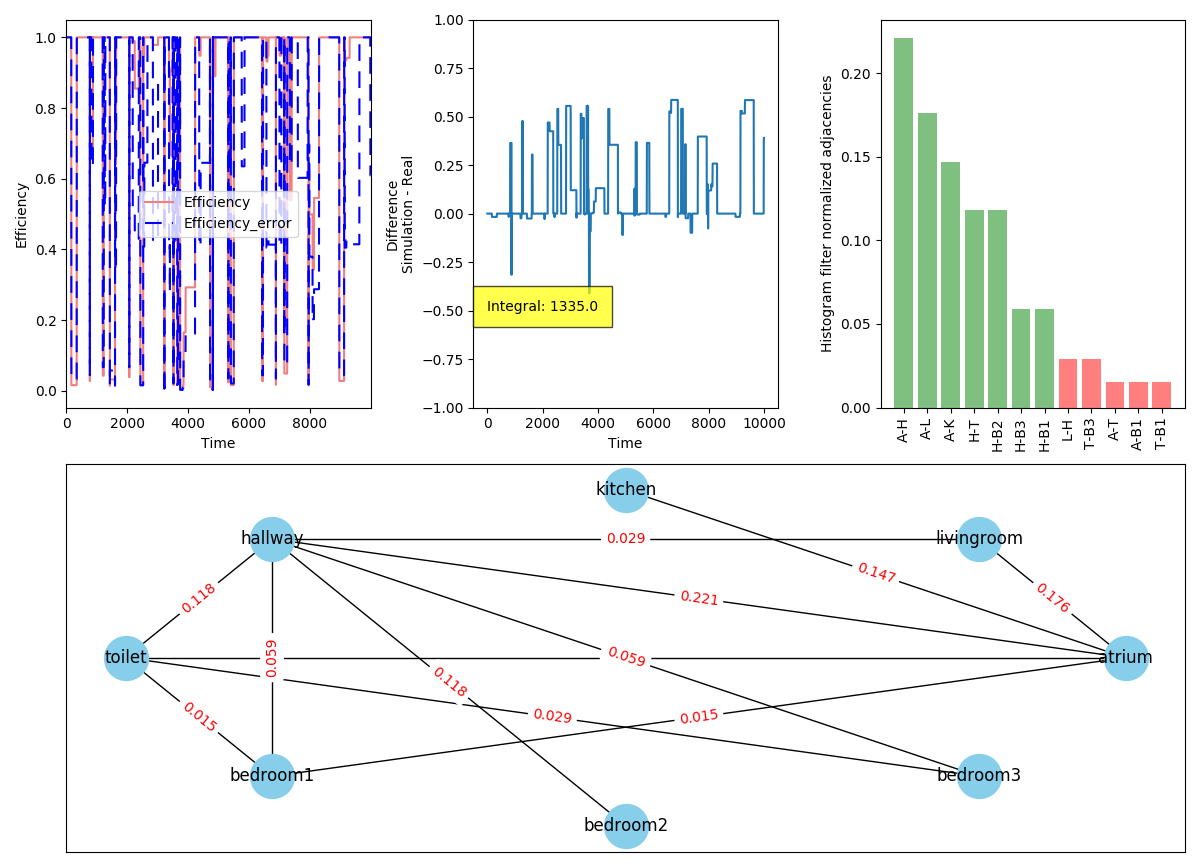 Efficiency
1.0
0.8
0.6
0.4
0.2
0.0
Efficiency
Efficiency_error
0
2000
4000
6000
8000
Time
Difference
Simulation - Real
1.00
0.75
0.50
0.25
0.00
−0.25
−0.50
−0.75
−1.00
Integral: 1335.0
0
2000
4000
6000
8000
10000
Time
Histogram filter normalized adjacencies
0.20
0.15
0.10
0.05
0.00
A-H
A-L
A-K
H-T
H-B2
H-B3
H-B1
L-H
T-B3
A-T
A-B1
T-B1
kitchen
hallway
livingroom
0.029
0.147
0.118
0.221
0.176
toilet
0.059
0.059
atrium
0.118
0.015
0.029
0.015
bedroom1
bedroom3
bedroom2